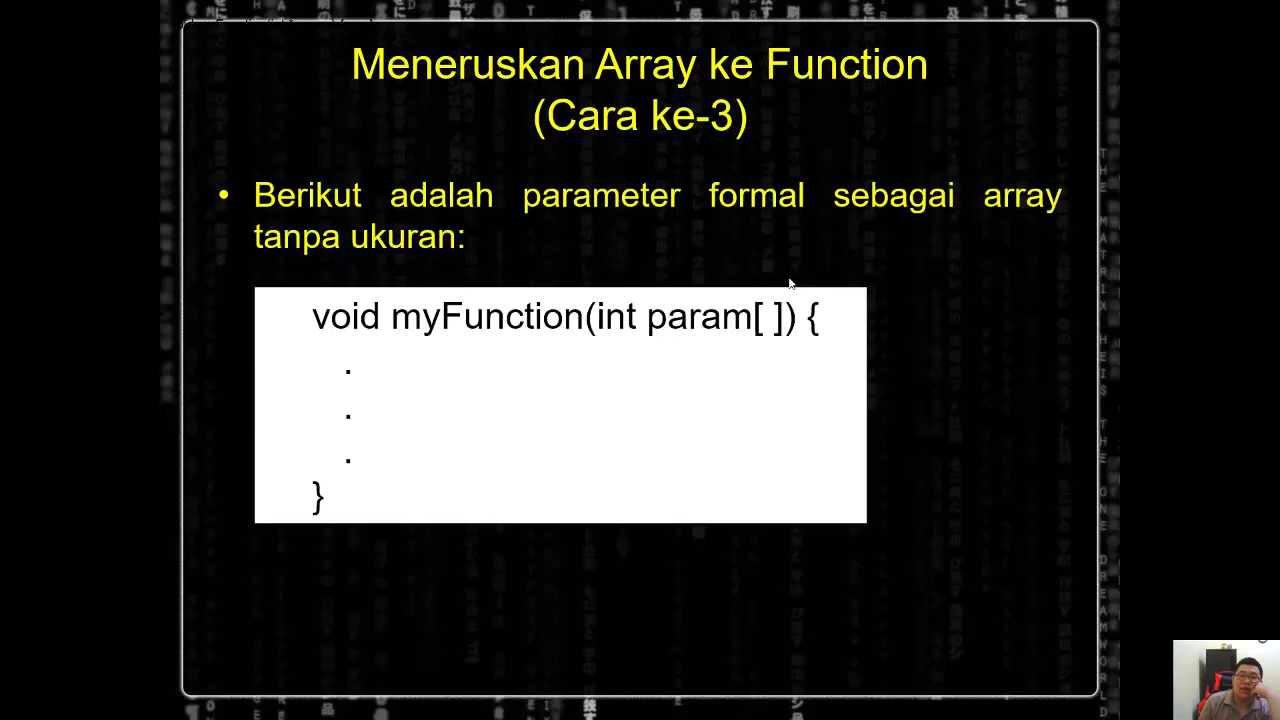 Meneruskan Array ke Function
(Cara ke-3)
• Berikut adalah parameter formal sebagai array
tanpa ukuran:
void myFunction(int param[ ]) {
.
.
.
}